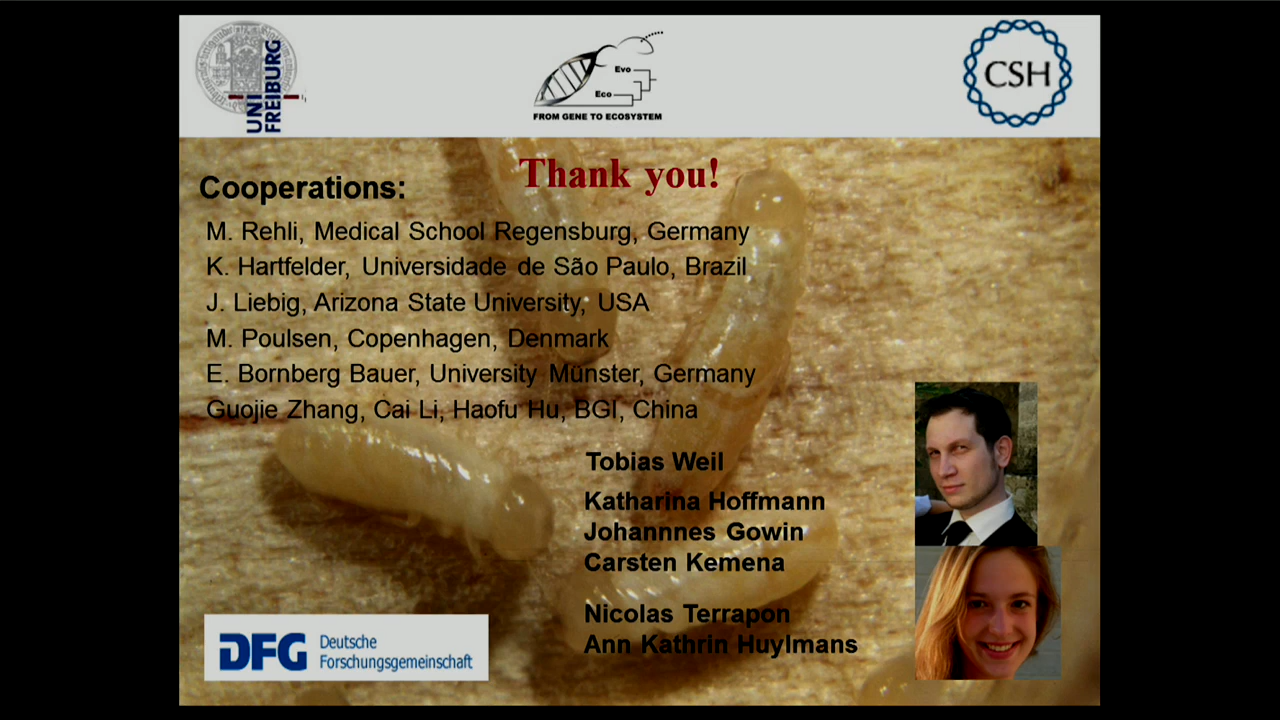 UNI
FREIBURG
Evo
Eco
FROM GENE TO ECOSYSTEM
CSH
Thank you!
Cooperations:
M. Rehli, Medical School Regensburg, Germany
K. Hartfelder, Universidade de São Paulo, Brazil
J. Liebig, Arizona State University, USA
M. Poulsen, Copenhagen, Denmark
E. Bornberg Bauer, University Münster, Germany
Guojie Zhang, Cai Li, Haofu Hu, BGI, China
Tobias Weil
Katharina Hoffmann
Johannnes Gowin
Carsten Kemena
Nicolas Terrapon
Ann Kathrin Huylmans
DFG Deutsche
Forschungsgemeinschaft